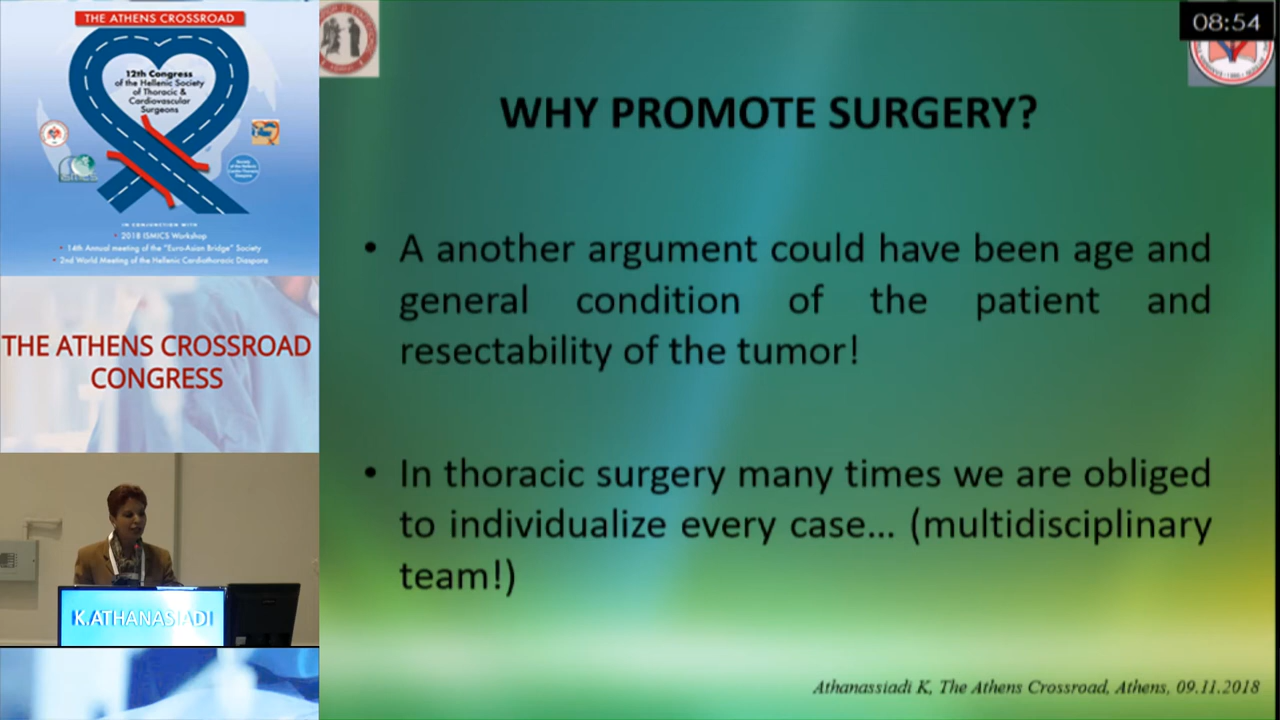 THE ATHENS CROSSROAD
12th Congress
of the Hellenic Society
of Thoracic &
Cardiovascular
Surgeons
IN CONJUNCTION WITH
• 2018 ISMICS Workshop
• 14th Annual meeting of the "Euro-Asian Bridge" Society
• 2nd World Meeting of the Hellenic Cardiothoracic Diaspora
THE ATHENS CROSSROAD
CONGRESS
K.ATHANASIADI
08:54
WHY PROMOTE SURGERY?
• A another argument could have been age and
general condition of the patient and
resectability of the tumor!
• In thoracic surgery many times we are obliged
to individualize every case... (multidisciplinary
team!)
Athanassiadi K, The Athens Crossroad, Athens, 09.11.2018